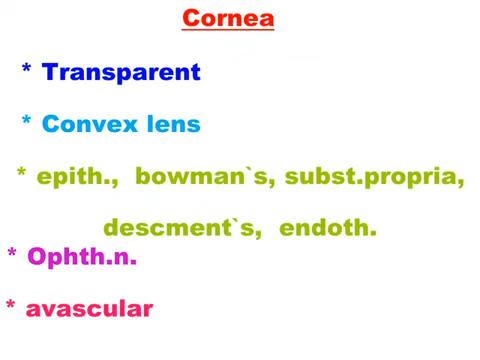 Cornea
* Transparent
* Convex lens
* epith., bowman`s, subst.propria,
descment`s, endoth.
* Ophth.n.
* avascular